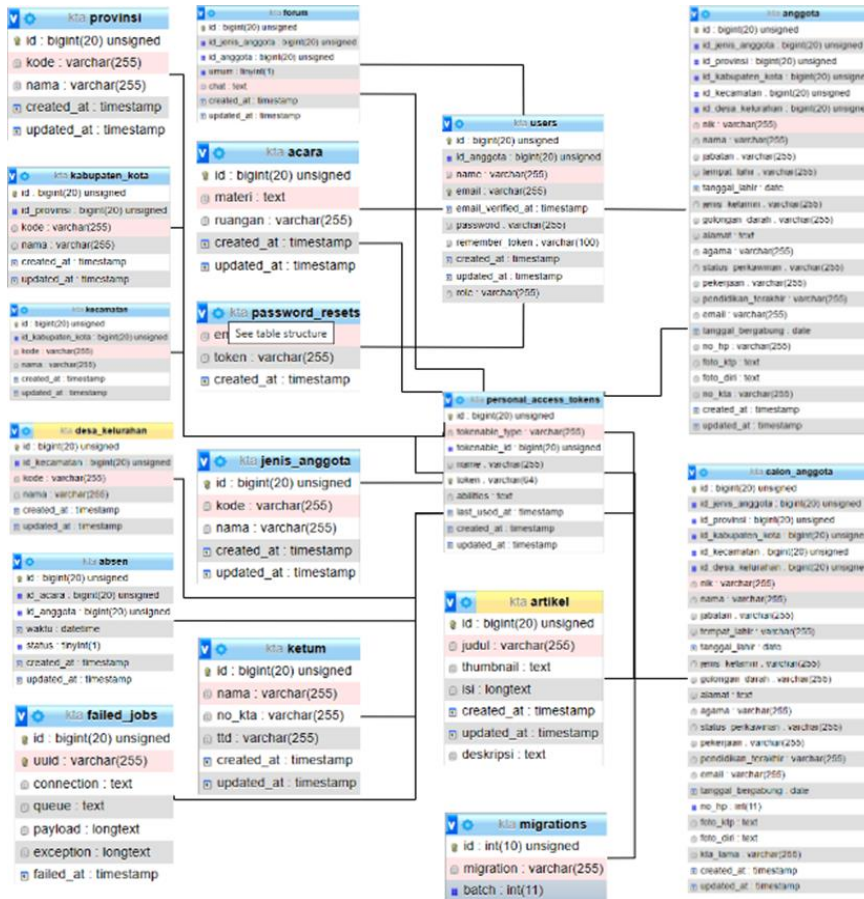 kta provinsi
id : bigint(20) unsigned
kode : varchar(255)
nama : varchar(255)
created_at : timestamp
updated_at : timestamp
kta kabupaten_kota
id : bigint(20) unsigned
id_provinsi : bigint(20) unsigned
kode : varchar(255)
nama : varchar(255)
created_at : timestamp
updated_at : timestamp
kta kecamatan
id : bigint(20) unsigned
id_kabupaten_kota : bigint(20) unsigned
kode : varchar(255)
nama : varchar(255)
created_at : timestamp
updated_at : timestamp
kta desa_kelurahan
id : bigint(20) unsigned
id_kecamatan : bigint(20) unsigned
kode : varchar(255)
nama : varchar(255)
created_at : timestamp
updated_at : timestamp
kta absen
id : bigint(20) unsigned
id_acara : bigint(20) unsigned
id_anggota : bigint(20) unsigned
waktu : datetime
status : tinyint(1)
created_at : timestamp
updated_at : timestamp
kta failed_jobs
id : bigint(20) unsigned
uuid : varchar(255)
connection : text
queue : text
payload : longtext
exception : longtext
failed_at : timestamp
kta forum
id : bigint(20) unsigned
id_jenis_anggota : bigint(20) unsigned
id_anggota : bigint(20) unsigned
umum : tinyint(1)
chat : text
created_at : timestamp
updated_at : timestamp
kta acara
id : bigint(20) unsigned
materi : text
ruangan : varchar(255)
created_at : timestamp
updated_at : timestamp
kta password_resets
See table structure
token : varchar(255)
created_at : timestamp
kta jenis_anggota
id : bigint(20) unsigned
kode : varchar(255)
nama : varchar(255)
created_at : timestamp
updated_at : timestamp
kta ketum
id : bigint(20) unsigned
nama : varchar(255)
no_kta : varchar(255)
ttd : varchar(255)
created_at : timestamp
updated_at : timestamp
kta users
id : bigint(20) unsigned
id_anggota : bigint(20) unsigned
name : varchar(255)
email : varchar(255)
email_verified_at : timestamp
password : varchar(255)
remember_token : varchar(100)
created_at : timestamp
updated_at : timestamp
role : varchar(255)
kta personal_access_tokens
id : bigint(20) unsigned
tokenable_type : varchar(255)
tokenable_id : bigint(20) unsigned
name : varchar(255)
token : varchar(64)
abilities : text
last_used_at : timestamp
created_at : timestamp
updated_at : timestamp
kta artikel
id : bigint(20) unsigned
judul : varchar(255)
thumbnail : text
isi : longtext
created_at : timestamp
updated_at : timestamp
deskripsi : text
kta migrations
id : int(10) unsigned
migration : varchar(255)
batch : int(11)
kta anggota
id : bigint(20) unsigned
id_jenis_anggota : bigint(20) unsigned
id_provinsi : bigint(20) unsigned
id_kabupaten_kota : bigint(20) unsigned
id_kecamatan : bigint(20) unsigned
id_desa_kelurahan : bigint(20) unsigned
nik : varchar(255)
nama : varchar(255)
jabatan : varchar(255)
tempat_lahir : varchar(255)
tanggal_lahir : date
jenis_kelamin : varchar(255)
golongan_darah : varchar(255)
alamat : text
agama : varchar(255)
status_perkawinan : varchar(255)
pekerjaan : varchar(255)
pendidikan_terakhir : varchar(255)
email : varchar(255)
tanggal_bergabung : date
no_hp : varchar(255)
foto_ktp : text
foto_diri : text
no_kta : varchar(255)
created_at : timestamp
updated_at : timestamp
kta calon_anggota
id : bigint(20) unsigned
id_jenis_anggota : bigint(20) unsigned
id_provinsi : bigint(20) unsigned
id_kabupaten_kota : bigint(20) unsigned
id_kecamatan : bigint(20) unsigned
id_desa_kelurahan : bigint(20) unsigned
nik : varchar(255)
nama : varchar(255)
jabatan : varchar(255)
tempat_lahir : varchar(255)
tanggal_lahir : date
jenis_kelamin : varchar(255)
golongan_darah : varchar(255)
alamat : text
agama : varchar(255)
status_perkawinan : varchar(255)
pekerjaan : varchar(255)
pendidikan_terakhir : varchar(255)
email : varchar(255)
tanggal_bergabung : date
no_hp : int(11)
foto_ktp : text
foto_diri : text
kta_lama : varchar(255)
created_at : timestamp
updated_at : timestamp